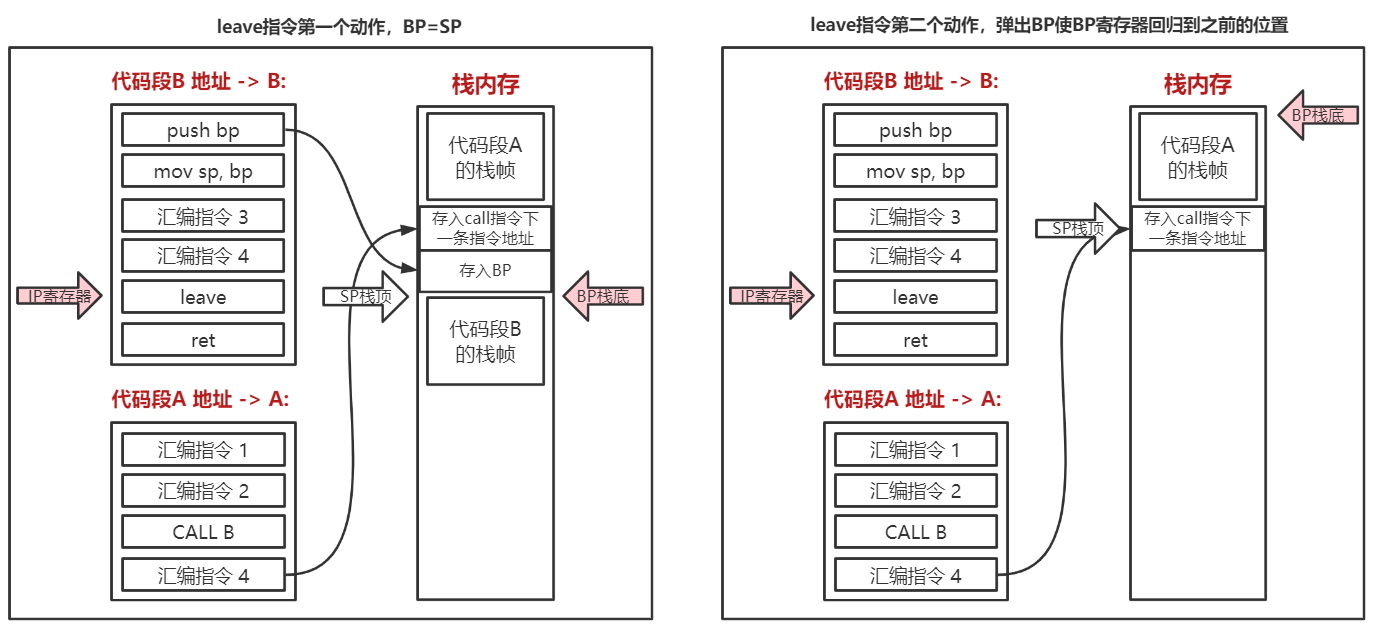 leave指令第一个动作，BP=SP
代码段B 地址 -> B:
push bp
mov sp, bp
汇编指令 3
汇编指令 4
leave
ret
IP寄存器
代码段A 地址 -> A:
汇编指令 1
汇编指令 2
CALL B
汇编指令 4
栈内存
代码段A
的栈帧
存入call指令下
一条指令地址
存入BP
SP栈顶
BP栈底
代码段B
的栈帧
leave指令第二个动作，弹出BP使BP寄存器回归到之前的位置
代码段B 地址 -> B:
push bp
mov sp, bp
汇编指令 3
汇编指令 4
leave
ret
IP寄存器
代码段A 地址 -> A:
汇编指令 1
汇编指令 2
CALL B
汇编指令 4
栈内存
BP栈底
代码段A
的栈帧
SP栈顶
存入call指令下
一条指令地址